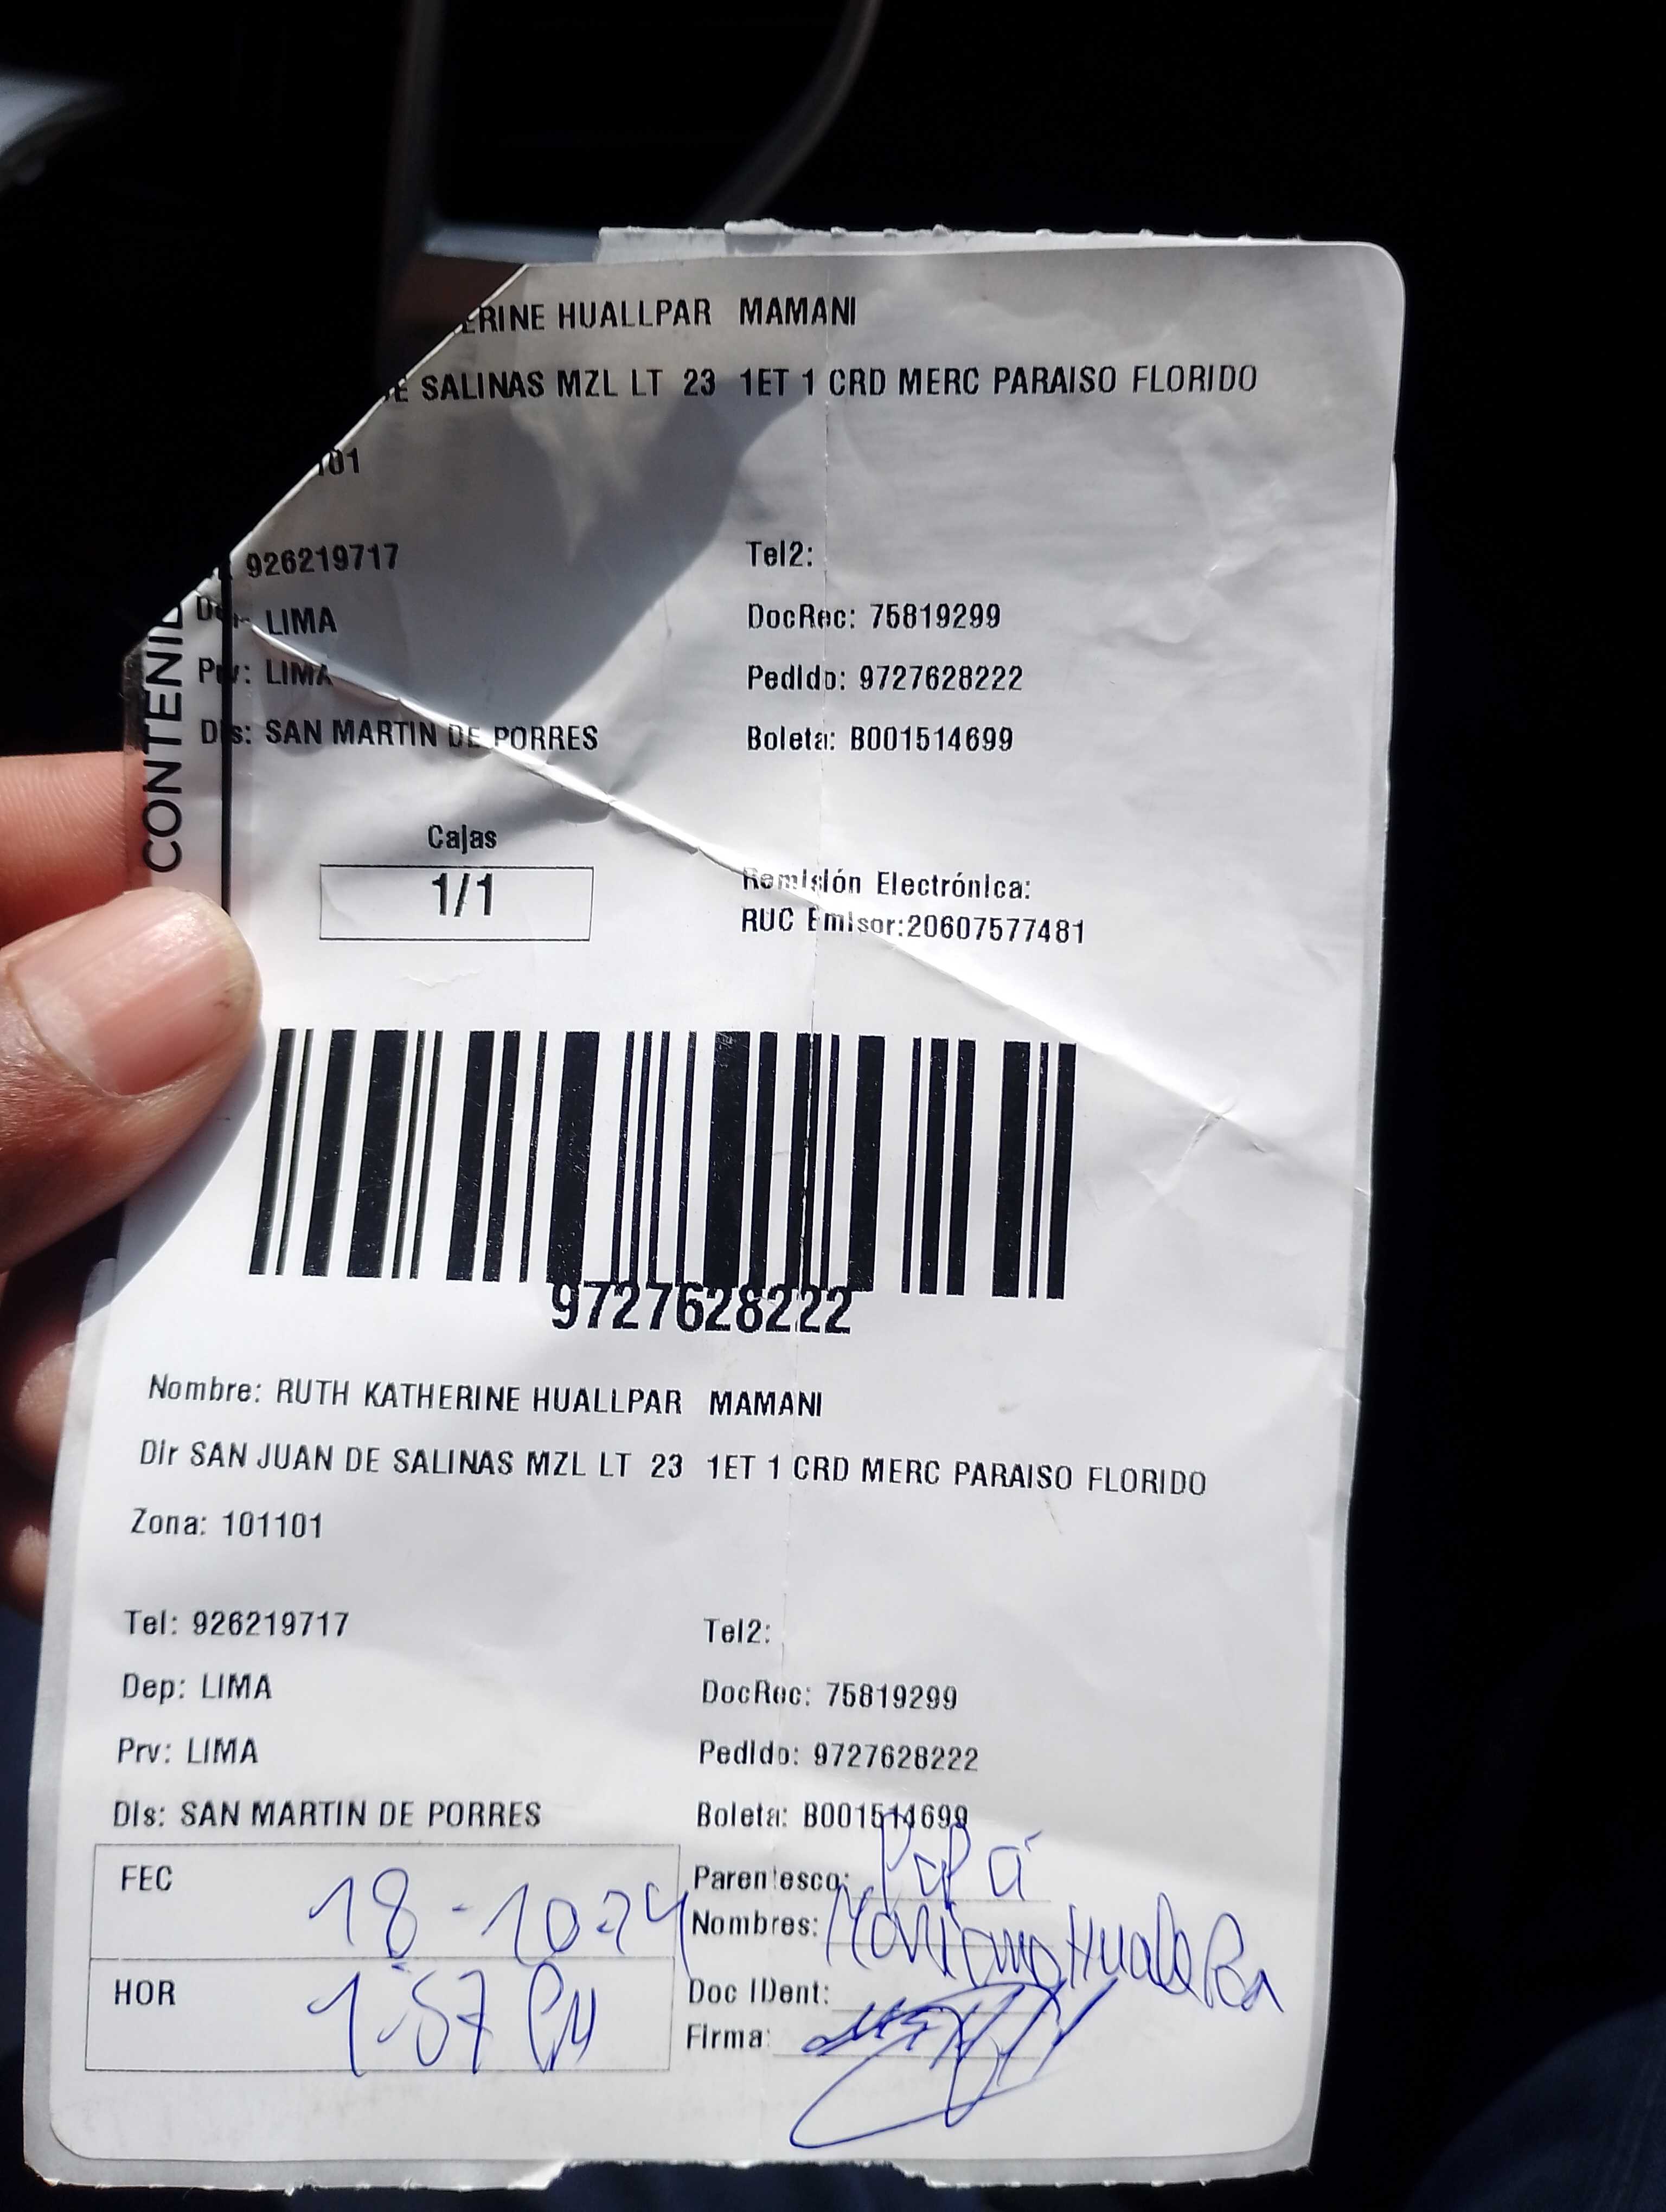 ERINE HUALLPAR MAMANI
E SALINAS MZL LT 23 1ET 1 CRD MERC PARAISO FLORIDO
101
926219717 Tel2:
LIMA DocRec: 75819299
Prv: LIMA Pedido: 9727628222
Dis: SAN MARTIN DE PORRES Boleta: B001514699
CONTENID
Cajas
1/1
Remisión Electrónica:
RUC Emisor:20607577481
9727628222
Nombre: RUTH KATHERINE HUALLPAR MAMANI
Dir SAN JUAN DE SALINAS MZL LT 23 1ET 1 CRD MERC PARAISO FLORIDO
Zona: 101101
Tel: 926219717 Tel2:
Dep: LIMA DocRec: 75819299
Prv: LIMA Pedido: 9727628222
Dis: SAN MARTIN DE PORRES Boleta: B001514699
FEC 18-10-24 Parentesco: Papá
Nombres:
HOR 1:57 PM Doc IDent:
Firma: